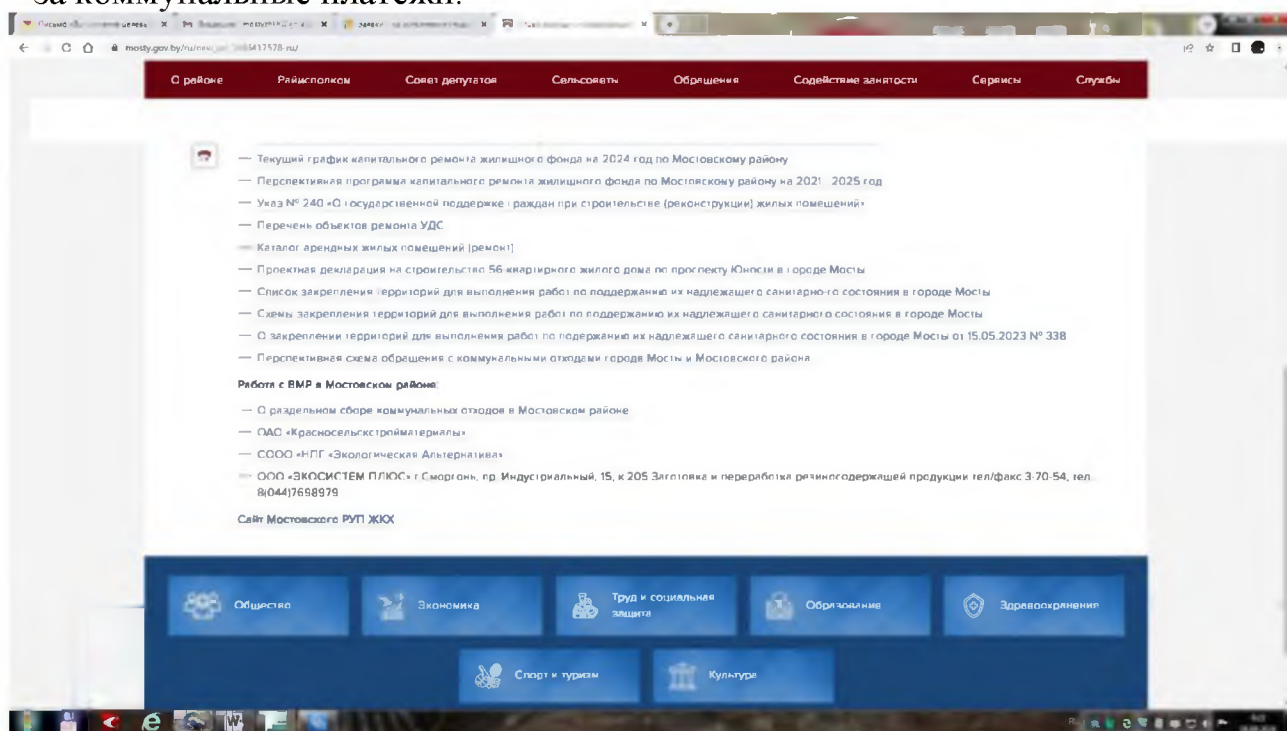 за коммунальные платежи.
mosty.gov.by/ru/
О районе Райисполком Совет депутатов Сельсоветы Обращения Содействие занятости Сервисы Службы
— Текущий график капитального ремонта жилищного фонда на 2024 год по Мостовскому району
— Перспективная программа капитального ремонта жилищного фонда по Мостовскому району на 2021 - 2025 год
— Указ № 240 «О государственной поддержке граждан при строительстве (реконструкции) жилых помещений»
— Перечень объектов ремонта УДС
— Каталог арендных жилых помещений (ремонт)
— Проектная декларация на строительство 56-квартирного жилого дома по проспекту Юности в городе Мосты
— Список закрепления территорий для выполнения работ по поддержанию их надлежащего санитарного состояния в городе Мосты
— Схемы закрепления территорий для выполнения работ по поддержанию их надлежащего санитарного состояния в городе Мосты
— О закреплении территорий для выполнения работ по подержанию их надлежащего санитарного состояния в городе Мосты от 15.05.2023 № 338
— Перспективная схема обращения с коммунальными отходами города Мосты и Мостовского района
Работа с ВМР в Мостовском районе:
— О раздельном сборе коммунальных отходов в Мостовском районе
— ОАО «Красносельскстройматериалы»
— СООО «НПГ «Экологическая Альтернатива»
— ООО «ЭКОСИСТЕМ ПЛЮС» г.Сморгонь, пр. Индустриальный, 15, к.205 Заготовка и переработка резиносодержащей продукции тел/факс 3-70-54, тел.
8(044)7698979
Сайт Мостовского РУП ЖКХ
Общество Экономика Труд и социальная защита Образование Здравоохранение
Спорт и туризм Культура